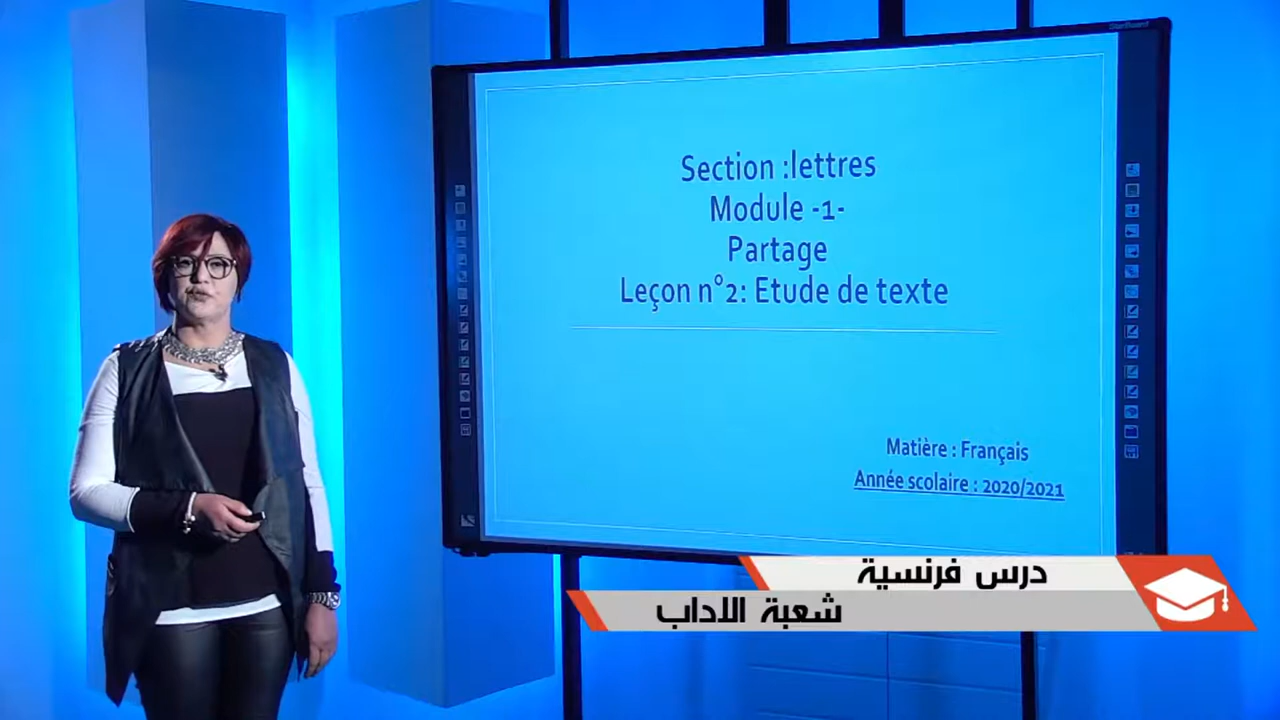 StarBoard
Section :lettres
Module -1-
Partage
Leçon n°2: Etude de texte
Matière : Français
Année scolaire : 2020/2021
درس فرنسية
شعبة الاداب